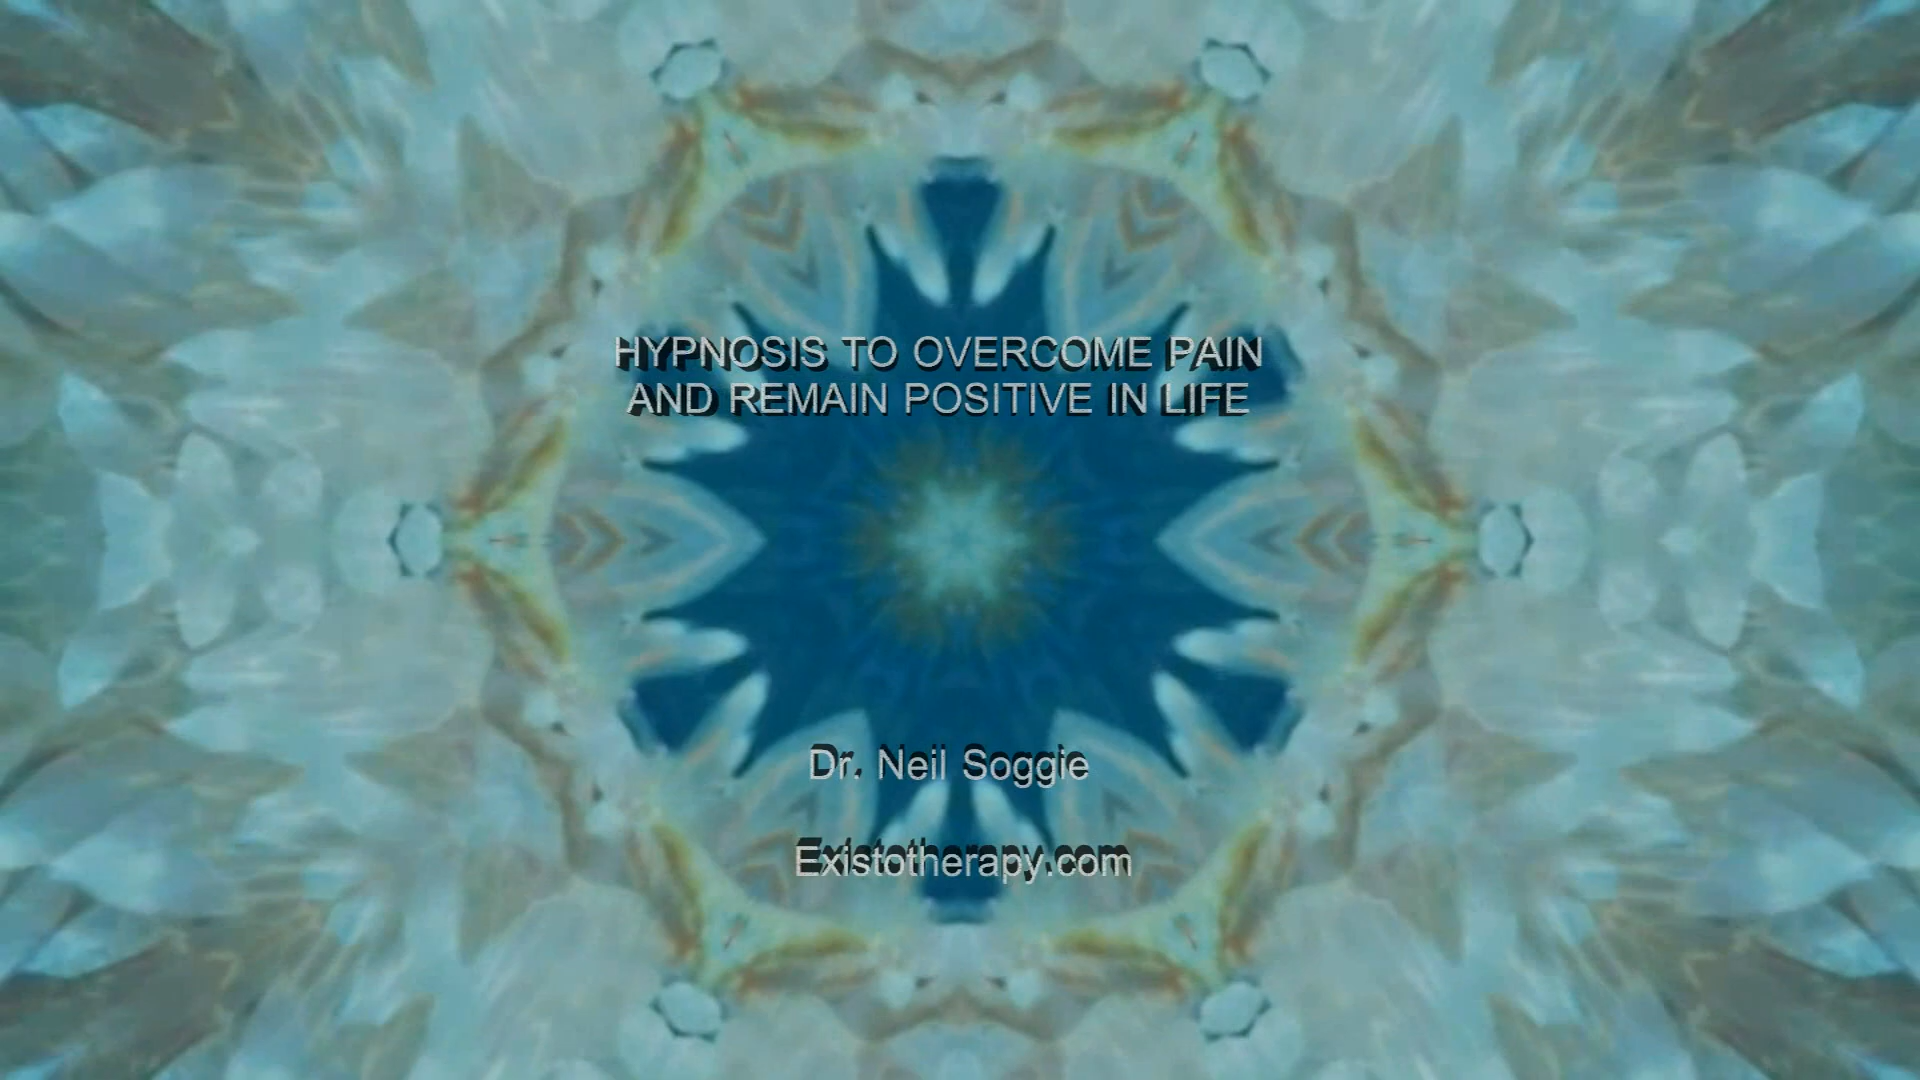 HYPNOSIS TO OVERCOME PAIN
AND REMAIN POSITIVE IN LIFE
Dr. Neil Soggie
Existotherapy.com